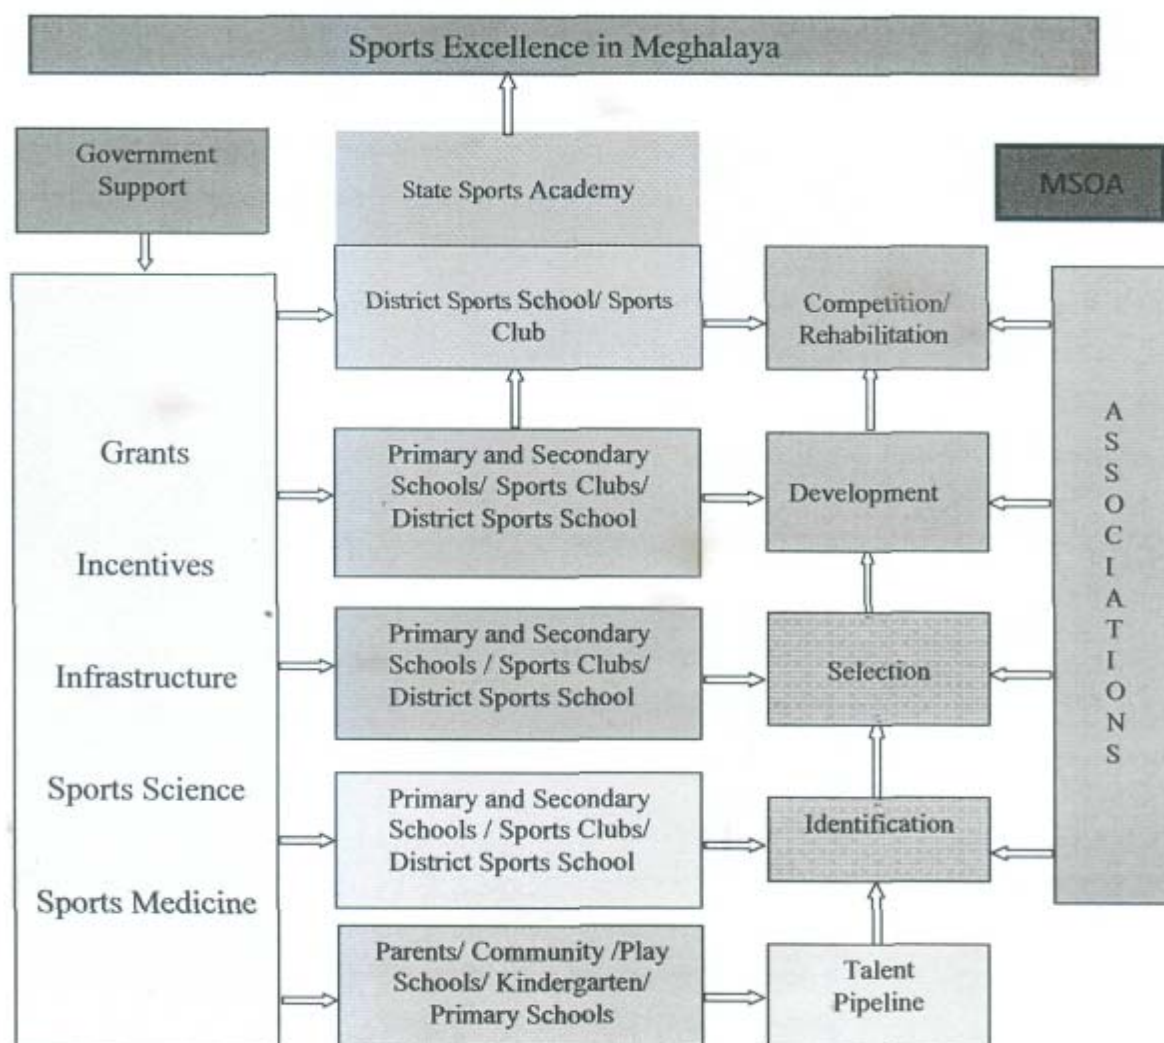 Sports Excellence in Meghalaya
Government
Support
State Sports Academy
MSOA
District Sports School/ Sports
Club
Competition/
Rehabilitation
Grants
Incentives
Infrastructure
Sports Science
Sports Medicine
Primary and Secondary
Schools/ Sports Clubs/
District Sports School
Development
Primary and Secondary
Schools / Sports Clubs/
District Sports School
Selection
Primary and Secondary
Schools / Sports Clubs/
District Sports School
Identification
Parents/ Community /Play
Schools/ Kindergarten/
Primary Schools
Talent
Pipeline
A
S
S
O
C
I
A
T
I
O
N
S